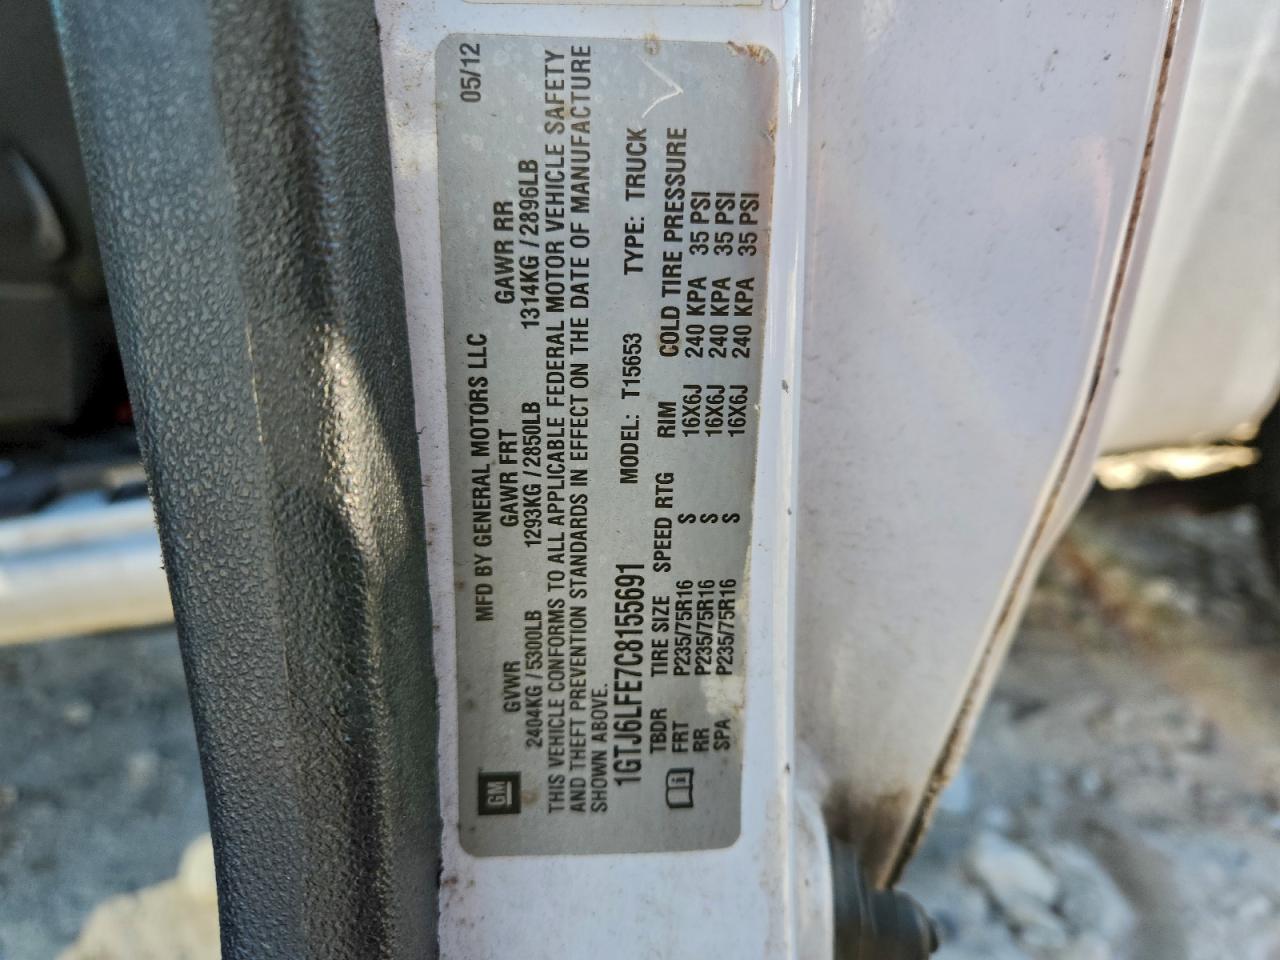 GM
MFD BY GENERAL MOTORS LLC 05/12
GVWR GAWR FRT GAWR RR
2404KG / 5300LB 1293KG / 2850LB 1314KG / 2896LB
THIS VEHICLE CONFORMS TO ALL APPLICABLE FEDERAL MOTOR VEHICLE SAFETY
AND THEFT PREVENTION STANDARDS IN EFFECT ON THE DATE OF MANUFACTURE
SHOWN ABOVE.
1GTJ6LFE7C8155691 MODEL: T15653 TYPE: TRUCK
TBDR TIRE SIZE SPEED RTG RIM COLD TIRE PRESSURE
FRT P235/75R16 S 16X6J 240 KPA 35 PSI
RR P235/75R16 S 16X6J 240 KPA 35 PSI
SPA P235/75R16 S 16X6J 240 KPA 35 PSI